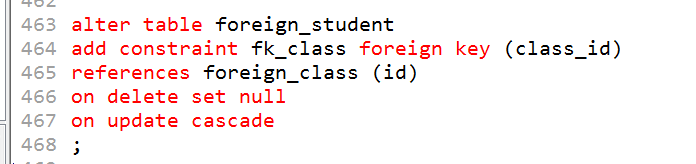 462
463 alter table foreign_student
464 add constraint fk_class foreign key (class_id)
465 references foreign_class (id)
466 on delete set null
467 on update cascade
468 ;